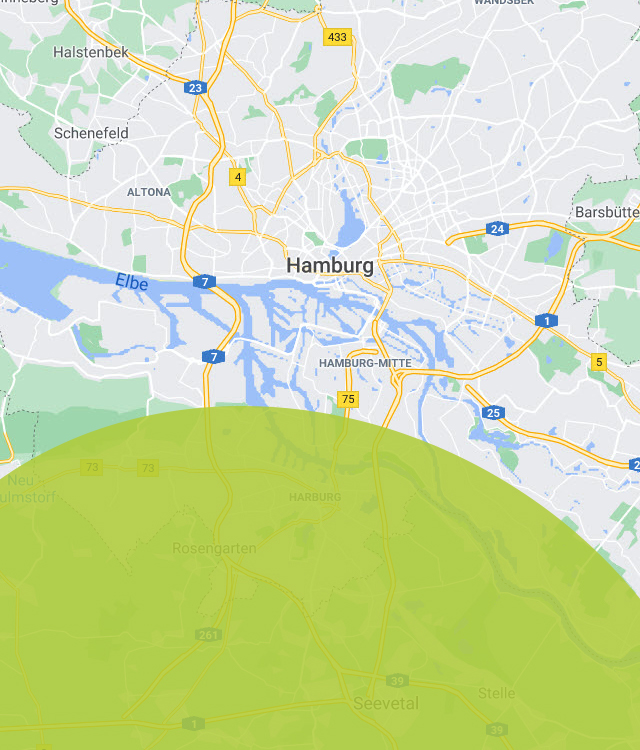 WANDSBEK
433
Halstenbek
23
Schenefeld
4
ALTONA
Barsbütte
24
Hamburg
Elbe
7
1
7
HAMBURG-MITTE
5
75
25
2
73
73
Neu
ulmstorf
HARBURG
Rosengarten
261
39
Stelle
Seevetal
1
39